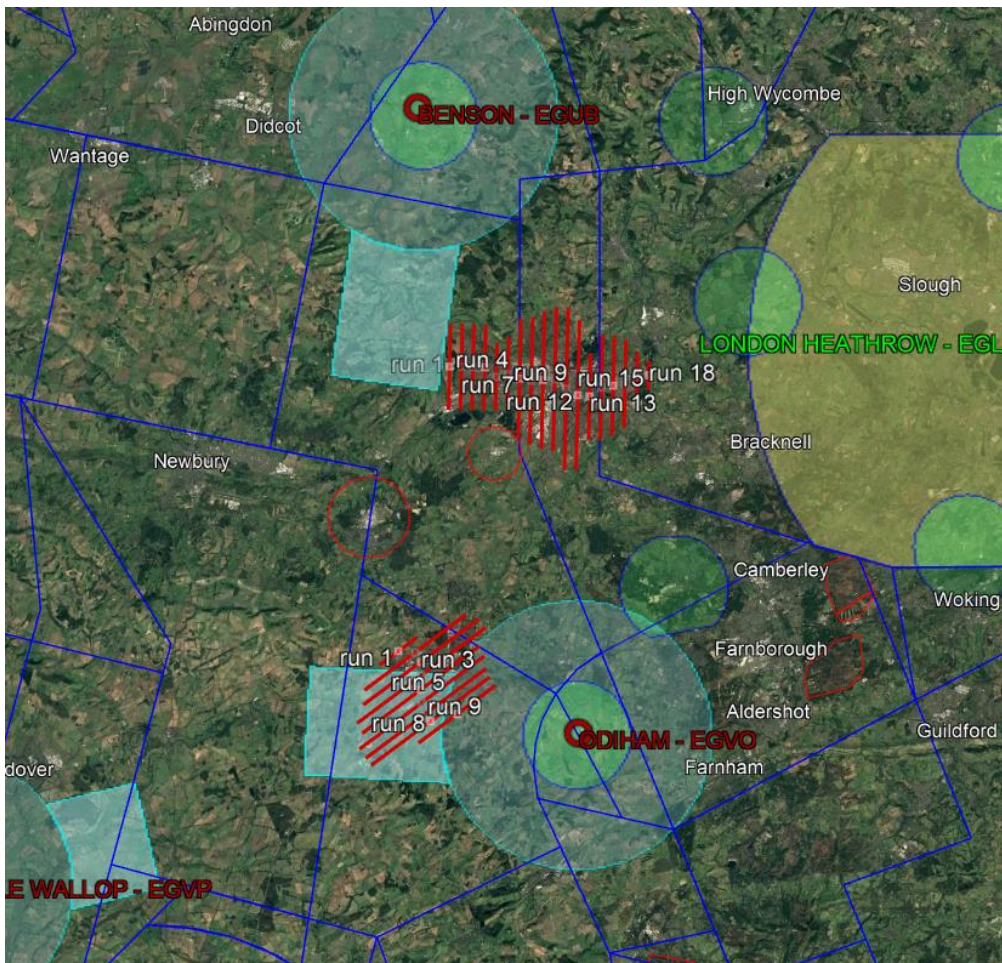 Abingdon
High Wycombe
BENSON - EGUB
Didcot
Wantage
Slough
LONDON HEATHROW - EGL
run 1
run 4
run 9
run 18
run 7
run 15
run 12
run 13
Bracknell
Newbury
Camberley
Woking
run 1
run 3
Farnborough
run 5
run 9
Aldershot
run 8
ODIHAM - EGVO
Guildford
dover
Farnham
LE WALLOP - EGVP